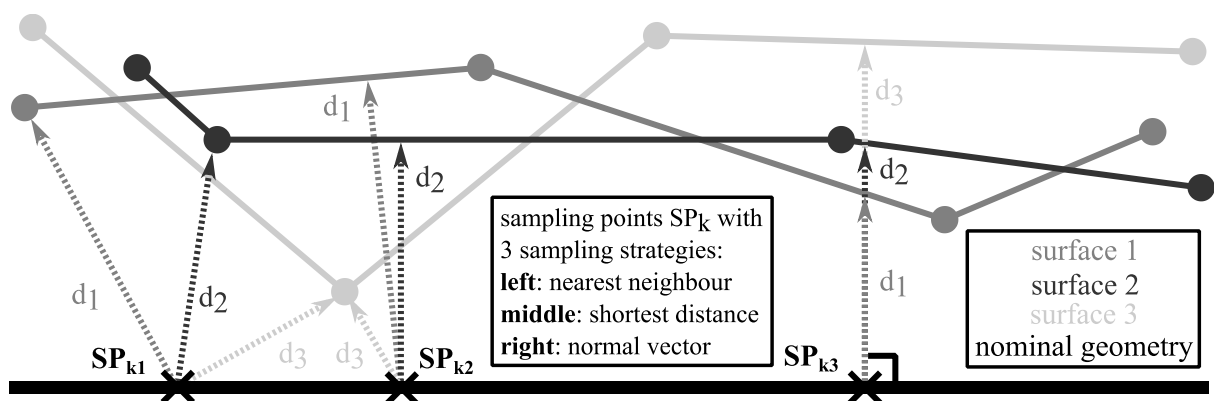 d1
d3
d2
d1
d2
d2
d1
d3
d3
SPk1
SPk2
SPk3
sampling points SPk with
3 sampling strategies:
left: nearest neighbour
middle: shortest distance
right: normal vector
surface 1
surface 2
surface 3
nominal geometry